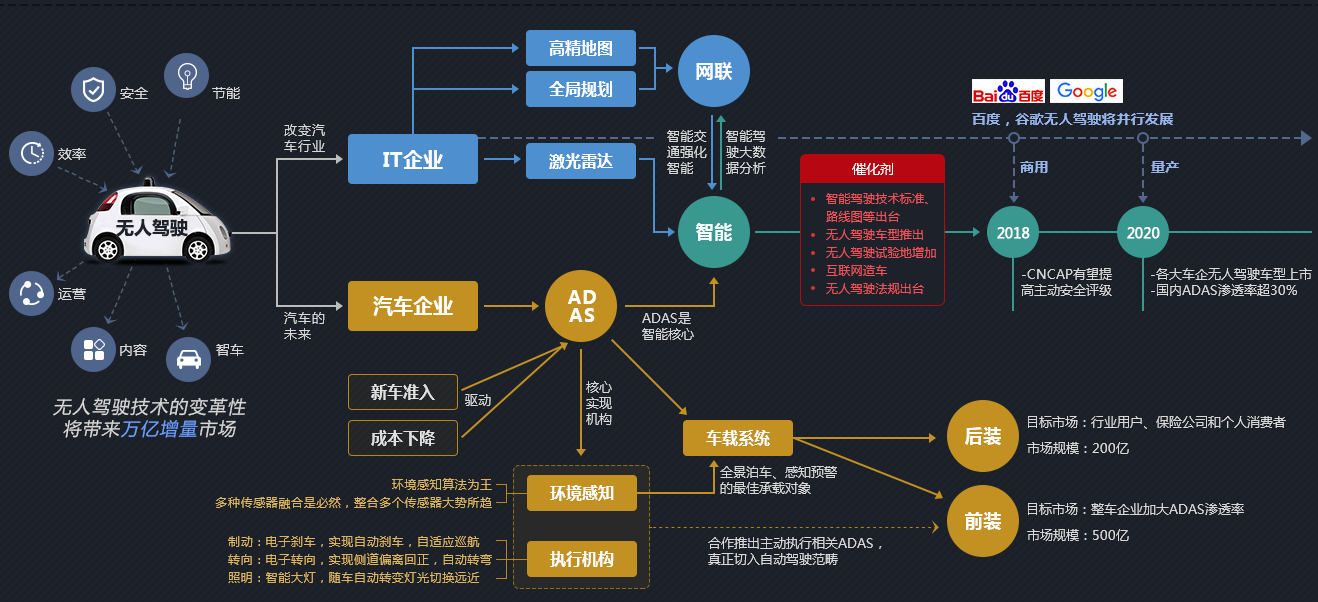 安全
节能
效率
无人驾驶
运营
内容
智车
无人驾驶技术的变革性
将带来万亿增量市场
改变汽
车行业
汽车的
未来
IT企业
高精地图
全局规划
激光雷达
网联
智能交
通强化
智能
智能驾
驶大数
据分析
智能
汽车企业
AD
AS
ADAS是
智能核心
新车准入
成本下降
驱动
核心
实现
机构
催化剂
智能驾驶技术标准、
路线图等出台
无人驾驶车型推出
无人驾驶试验地增加
互联网造车
无人驾驶法规出台
Bai du 百度
Google
百度，谷歌无人驾驶将并行发展
商用
量产
2018
2020
-CNCAP有望提
高主动安全评级
-各大车企无人驾驶车型上市
-国内ADAS渗透率超30%
车载系统
全景泊车、感知预警
的最佳承载对象
后装
目标市场：行业用户、保险公司和个人消费者
市场规模：200亿
前装
目标市场：整车企业加大ADAS渗透率
市场规模：500亿
环境感知算法为王
多种传感器融合是必然，整合多个传感器大势所趋
环境感知
制动：电子刹车，实现自动刹车，自适应巡航
转向：电子转向，实现侧道偏离回正，自动转弯
照明：智能大灯，随车自动转变灯光切换远近
执行机构
合作推出主动执行相关ADAS，
真正切入自动驾驶范畴